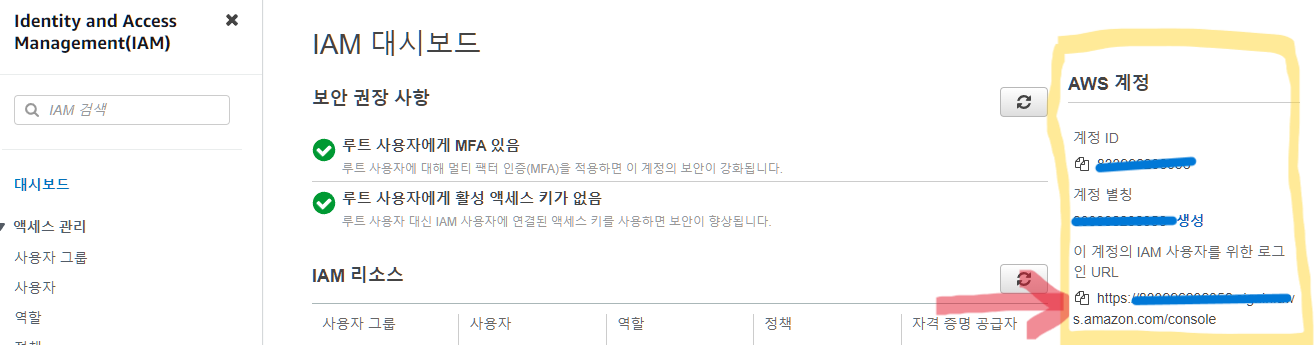 Identity and Access
Management(IAM)
IAM 검색
대시보드
액세스 관리
사용자 그룹
사용자
역할
IAM 대시보드
보안 권장 사항
루트 사용자에게 MFA 있음
루트 사용자에 대해 멀티 팩터 인증(MFA)을 적용하면 이 계정의 보안이 강화됩니다.
루트 사용자에게 활성 액세스 키가 없음
루트 사용자 대신 IAM 사용자에 연결된 액세스 키를 사용하면 보안이 향상됩니다.
IAM 리소스
사용자 그룹
사용자
역할
정책
자격 증명 공급자
AWS 계정
계정 ID
계정 별칭
생성
이 계정의 IAM 사용자를 위한 로그
인 URL
https://
s.amazon.com/console